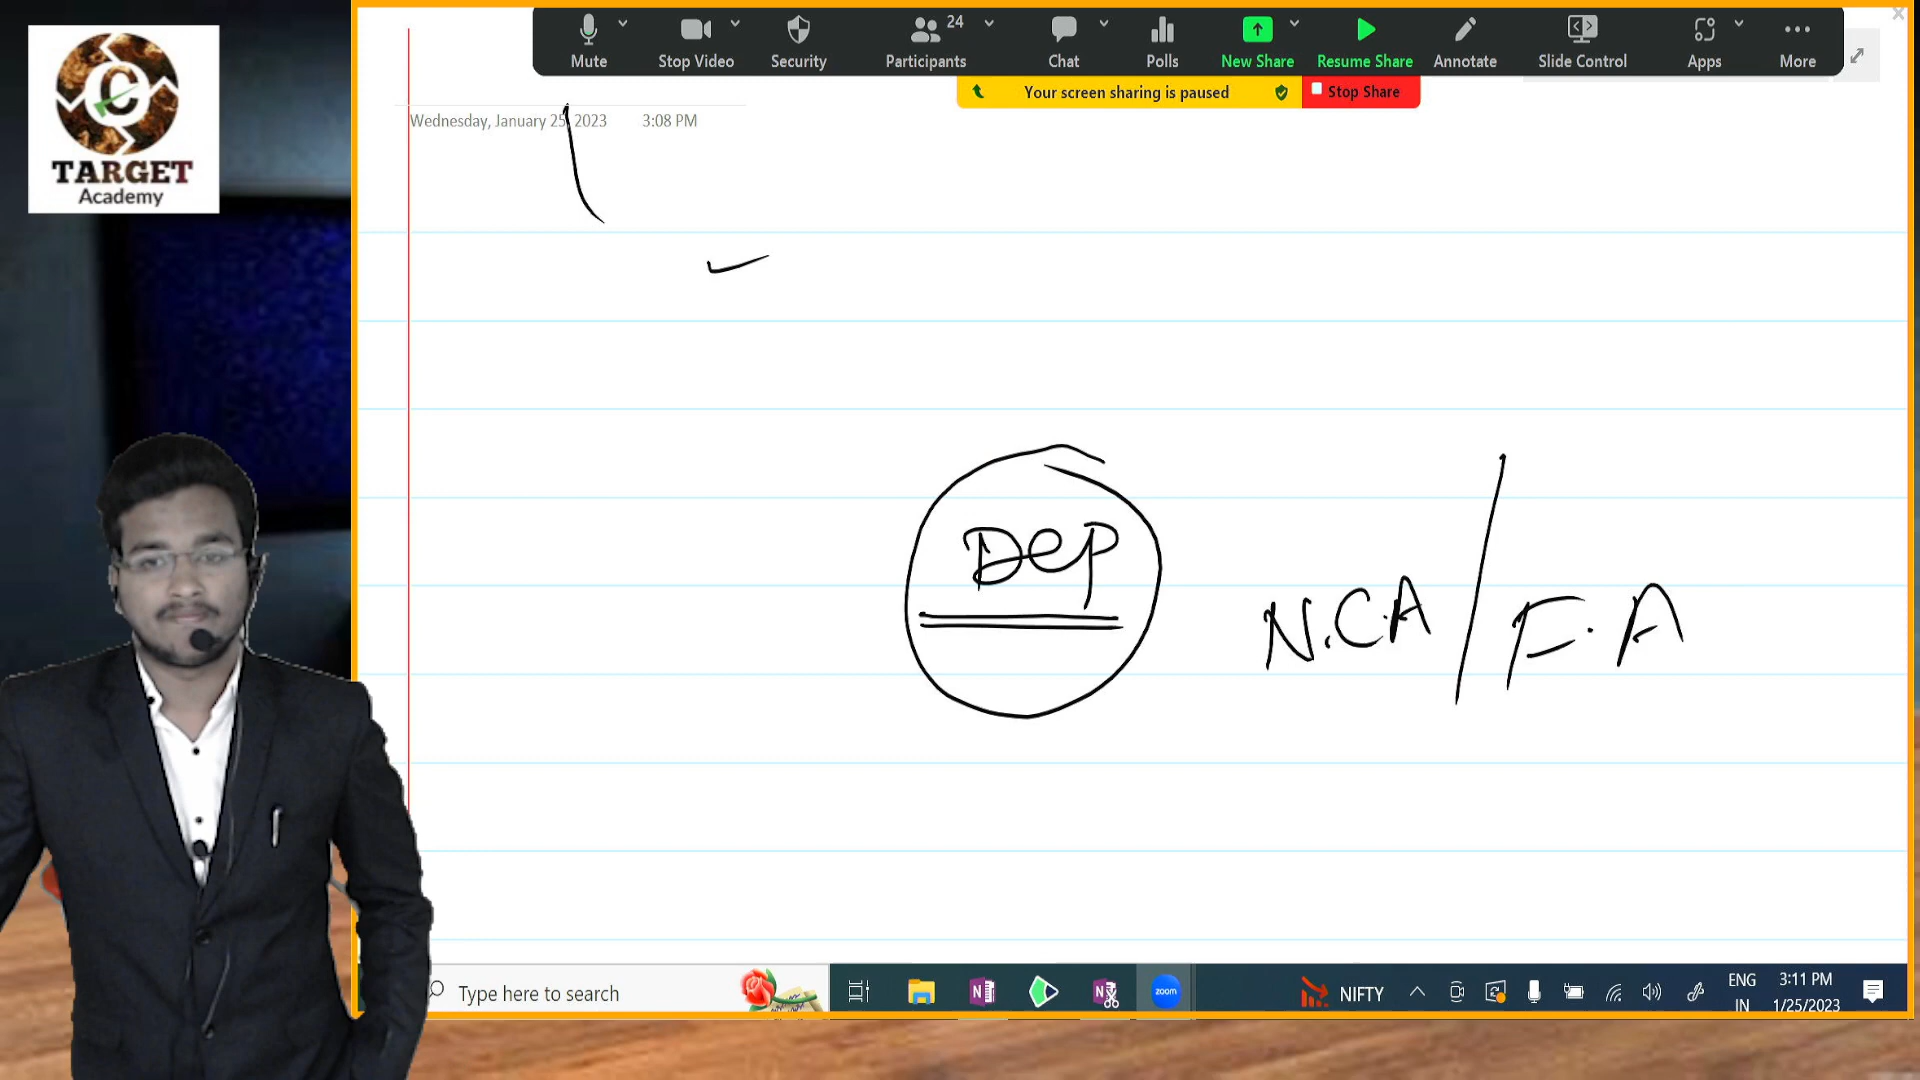 C
TARGET
Academy
Mute
Stop Video
Security
24
Participants
Chat
Polls
New Share
Resume Share
Annotate
Slide Control
Apps
More
Your screen sharing is paused
Stop Share
Wednesday, January 25, 2023 3:08 PM
Dep
N.C.A / F.A
Type here to search
N
N
zoom
NIFTY
ENG
IN
3:11 PM
1/25/2023